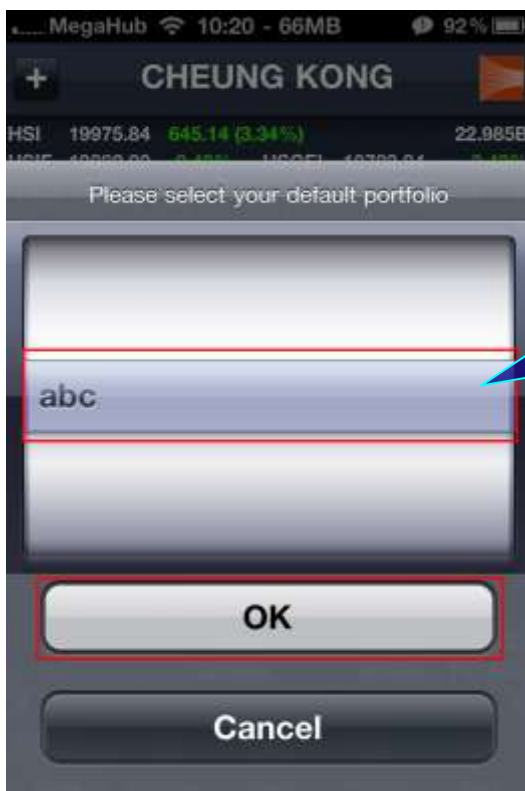 MegaHub 10:20 - 66MB 92%
+ CHEUNG KONG
HSI 19975.84 645.14 (3.34%) 22.985B
Please select your default portfolio
abc
OK
Cancel